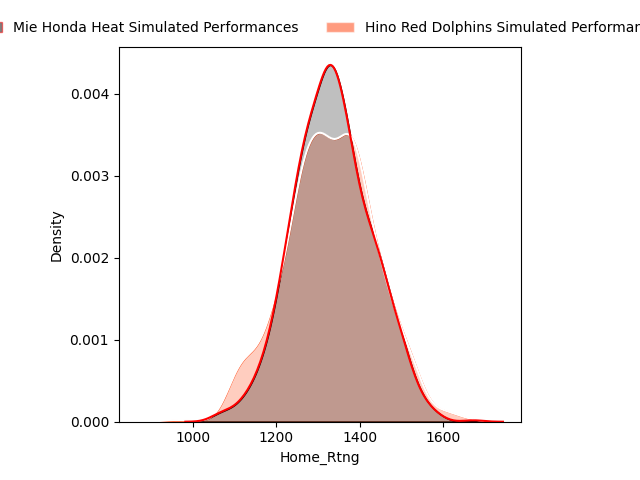 Mie Honda Heat Simulated Performances
Hino Red Dolphins Simulated
0.004
0.003
0.002
0.001
0.000
Density
1000 1200 1400 1600
Home_Rtng